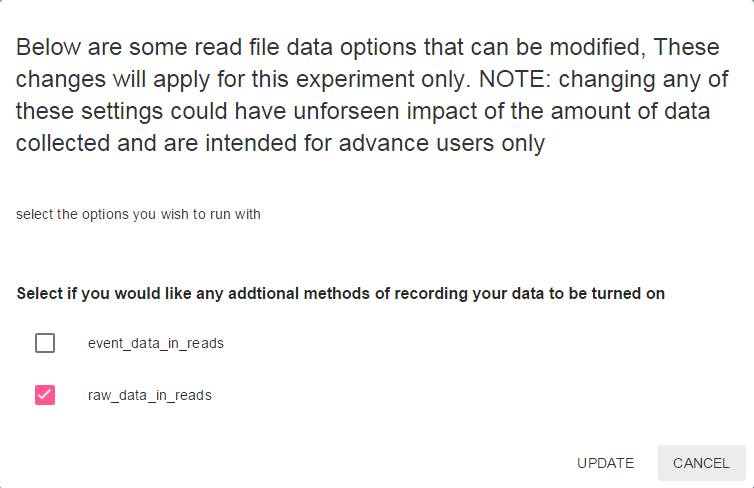 Below are some read file data options that can be modified, These
changes will apply for this experiment only. NOTE: changing any of
these settings could have unforseen impact of the amount of data
collected and are intended for advance users only
select the options you wish to run with
Select if you would like any addtional methods of recording your data to be turned on
event_data_in_reads
raw_data_in_reads
UPDATE CANCEL